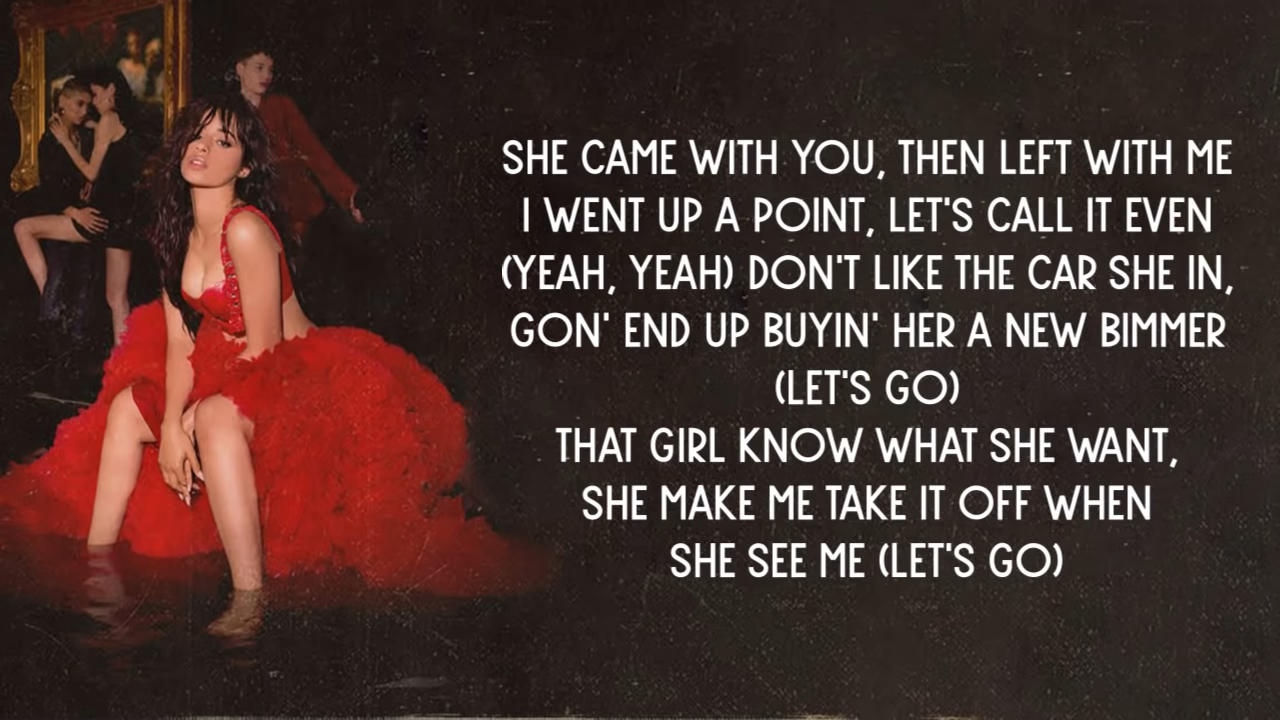 SHE CAME WITH YOU, THEN LEFT WITH ME
I WENT UP A POINT, LET'S CALL IT EVEN
(YEAH, YEAH) DON'T LIKE THE CAR SHE IN,
GON' END UP BUYIN' HER A NEW BIMMER
(LET'S GO)
THAT GIRL KNOW WHAT SHE WANT,
SHE MAKE ME TAKE IT OFF WHEN
SHE SEE ME (LET'S GO)